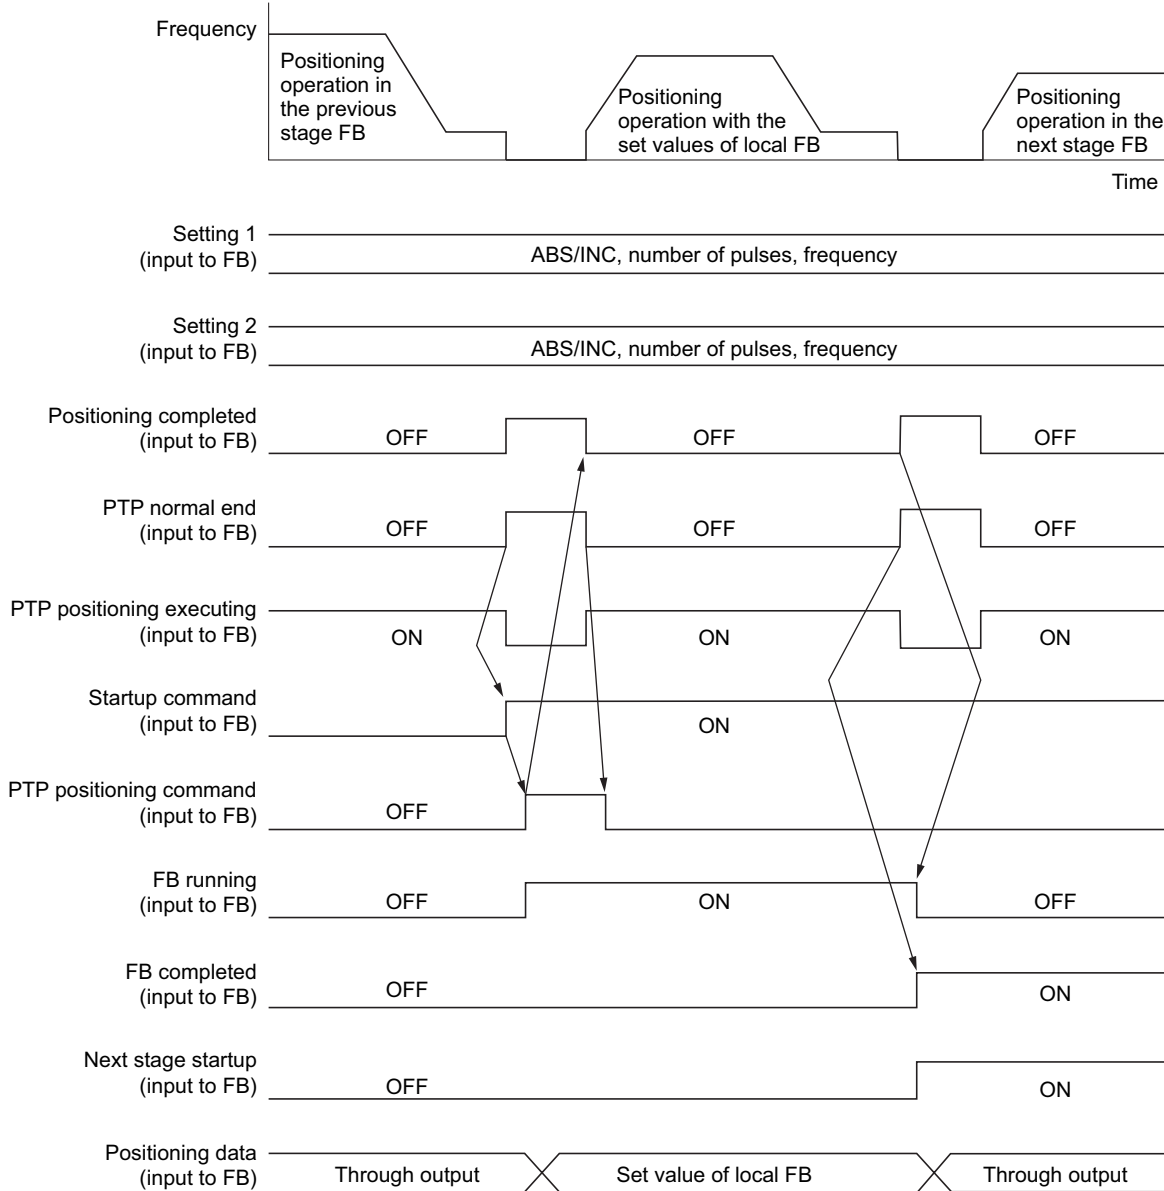 Frequency
Positioning
operation in
the previous
stage FB
Positioning
operation with the
set values of local FB
Positioning
operation in the
next stage FB
Time
Setting 1
(input to FB)
ABS/INC, number of pulses, frequency
Setting 2
(input to FB)
ABS/INC, number of pulses, frequency
Positioning completed
(input to FB)
OFF
OFF
OFF
PTP normal end
(input to FB)
OFF
OFF
OFF
PTP positioning executing
(input to FB)
ON
ON
ON
Startup command
(input to FB)
ON
PTP positioning command
(input to FB)
OFF
FB running
(input to FB)
OFF
ON
OFF
FB completed
(input to FB)
OFF
ON
Next stage startup
(input to FB)
OFF
ON
Positioning data
(input to FB)
Through output
Set value of local FB
Through output